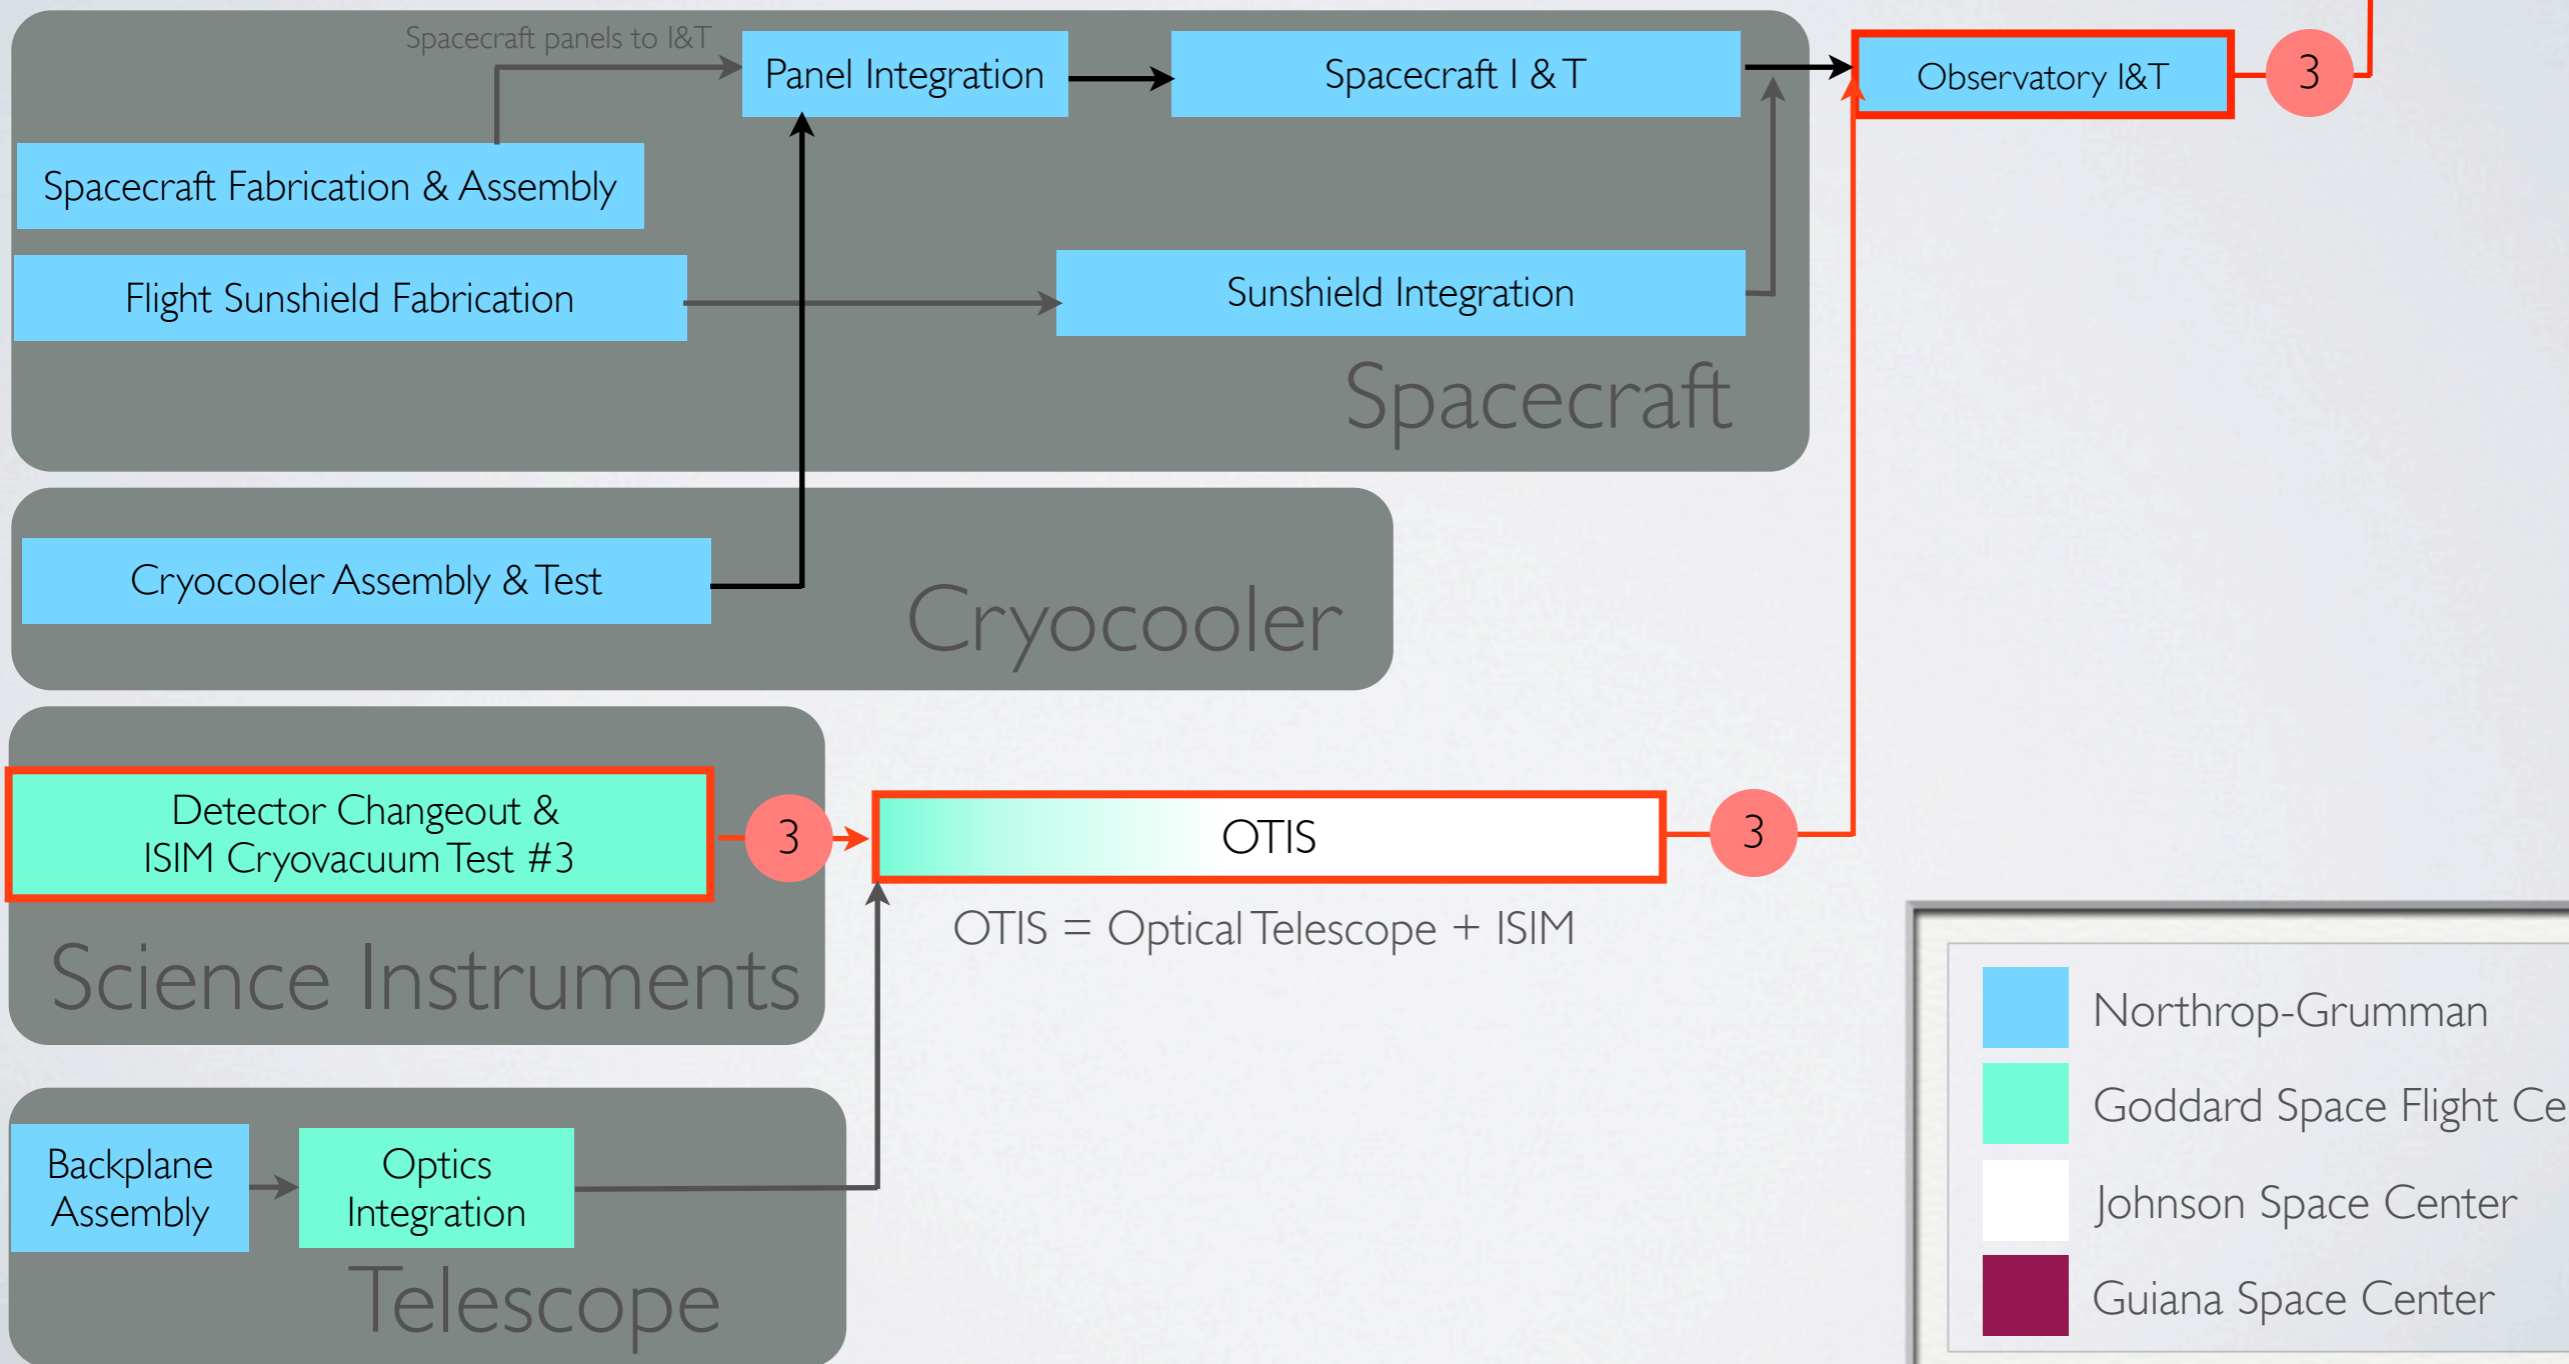 Spacecraft panels to I&T
Panel Integration
Spacecraft I & T
Observatory I&T
3
Spacecraft Fabrication & Assembly
Flight Sunshield Fabrication
Sunshield Integration
Spacecraft
Cryocooler Assembly & Test
Cryocooler
Detector Changeout &
ISIM Cryovacuum Test #3
3
OTIS
3
OTIS = Optical Telescope + ISIM
Science Instruments
Northrop-Grumman
Goddard Space Flight Ce
Backplane
Assembly
Optics
Integration
Johnson Space Center
Telescope
Guiana Space Center